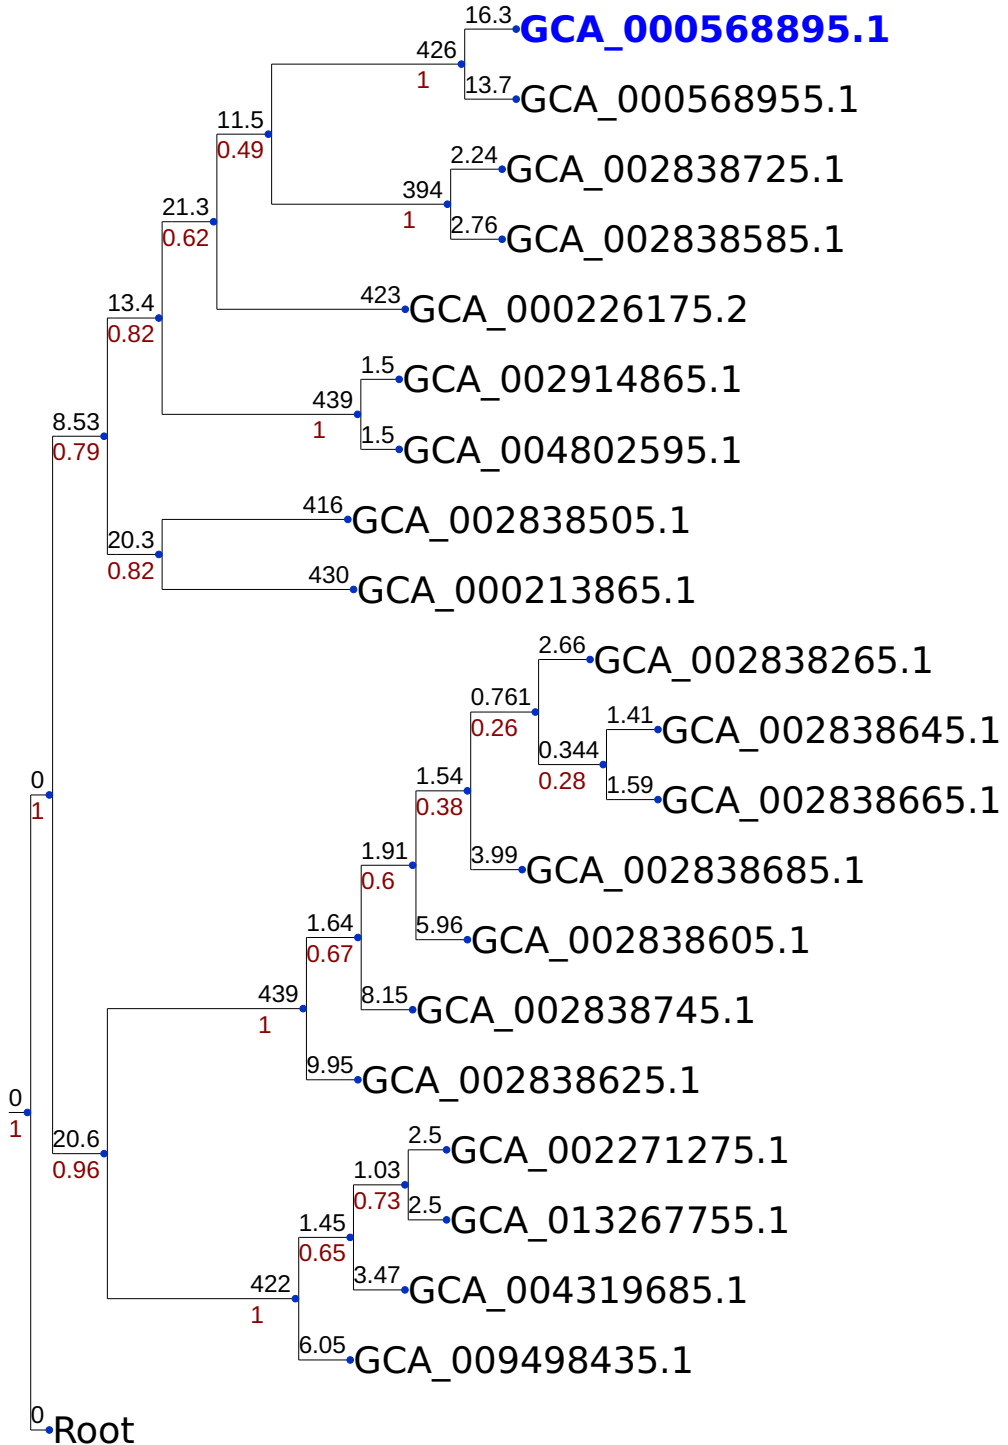 16.3
GCA_000568895.1
426
1
13.7
GCA_000568955.1
11.5
0.49
2.24
GCA_002838725.1
394
1
2.76
GCA_002838585.1
21.3
0.62
423
GCA_000226175.2
13.4
0.82
1.5
GCA_002914865.1
439
1
1.5
GCA_004802595.1
8.53
0.79
416
GCA_002838505.1
20.3
0.82
430
GCA_000213865.1
2.66
GCA_002838265.1
0.761
0.26
1.41
GCA_002838645.1
0.344
0.28
1.59
GCA_002838665.1
0
1
1.54
0.38
3.99
GCA_002838685.1
1.91
0.6
5.96
GCA_002838605.1
1.64
0.67
8.15
GCA_002838745.1
439
1
9.95
GCA_002838625.1
0
1
20.6
0.96
2.5
GCA_002271275.1
1.03
0.73
2.5
GCA_013267755.1
1.45
0.65
3.47
GCA_004319685.1
422
1
6.05
GCA_009498435.1
0
Root